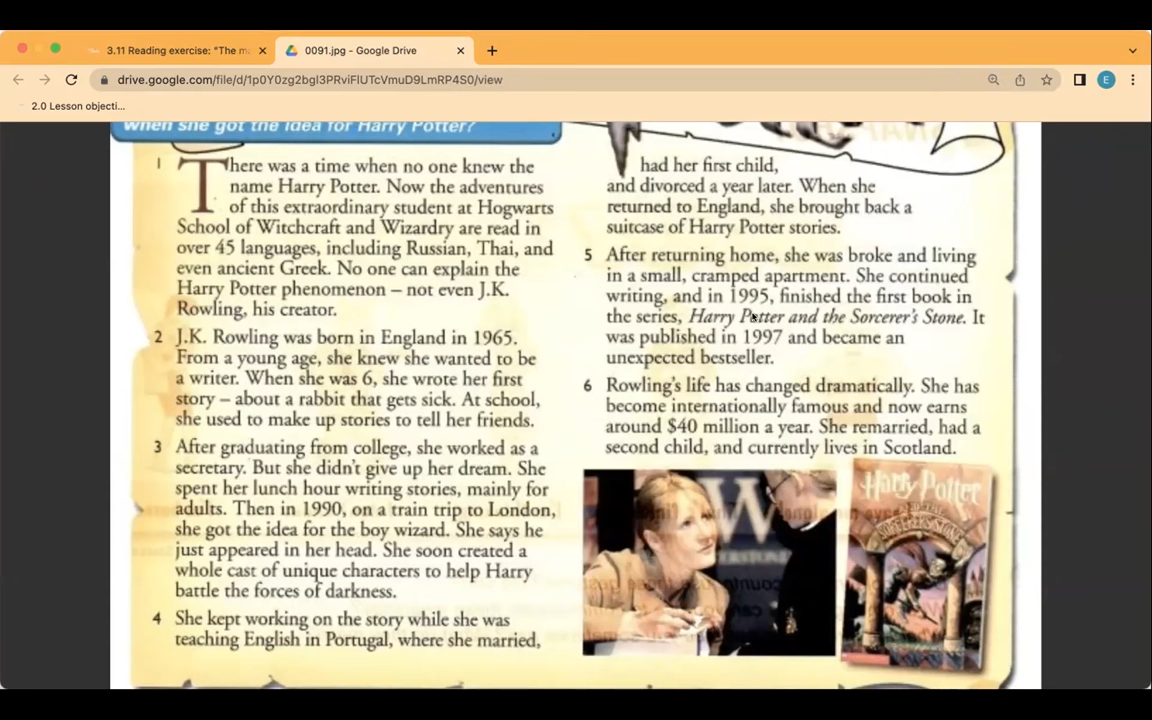 3.11 Reading exercise: "The m
0091.jpg - Google Drive
drive.google.com/file/d/1p0Y0zg2bgl3PRviFlUTcVmuD9LmRP4S0/view
E
2.0 Lesson objecti...
when she got the idea for Harry Potter?
1 There was a time when no one knew the
name Harry Potter. Now the adventures
of this extraordinary student at Hogwarts
School of Witchcraft and Wizardry are read in
over 45 languages, including Russian, Thai, and
even ancient Greek. No one can explain the
Harry Potter phenomenon – not even J.K.
Rowling, his creator.
2 J.K. Rowling was born in England in 1965.
From a young age, she knew she wanted to be
a writer. When she was 6, she wrote her first
story – about a rabbit that gets sick. At school,
she used to make up stories to tell her friends.
3 After graduating from college, she worked as a
secretary. But she didn't give up her dream. She
spent her lunch hour writing stories, mainly for
adults. Then in 1990, on a train trip to London,
she got the idea for the boy wizard. She says he
just appeared in her head. She soon created a
whole cast of unique characters to help Harry
battle the forces of darkness.
4 She kept working on the story while she was
teaching English in Portugal, where she married,
had her first child,
and divorced a year later. When she
returned to England, she brought back a
suitcase of Harry Potter stories.
5 After returning home, she was broke and living
in a small, cramped apartment. She continued
writing, and in 1995, finished the first book in
the series, Harry Potter and the Sorcerer's Stone. It
was published in 1997 and became an
unexpected bestseller.
6 Rowling's life has changed dramatically. She has
become internationally famous and now earns
around $40 million a year. She remarried, had a
second child, and currently lives in Scotland.
W
Harry Potter
SORCERER'S STONE